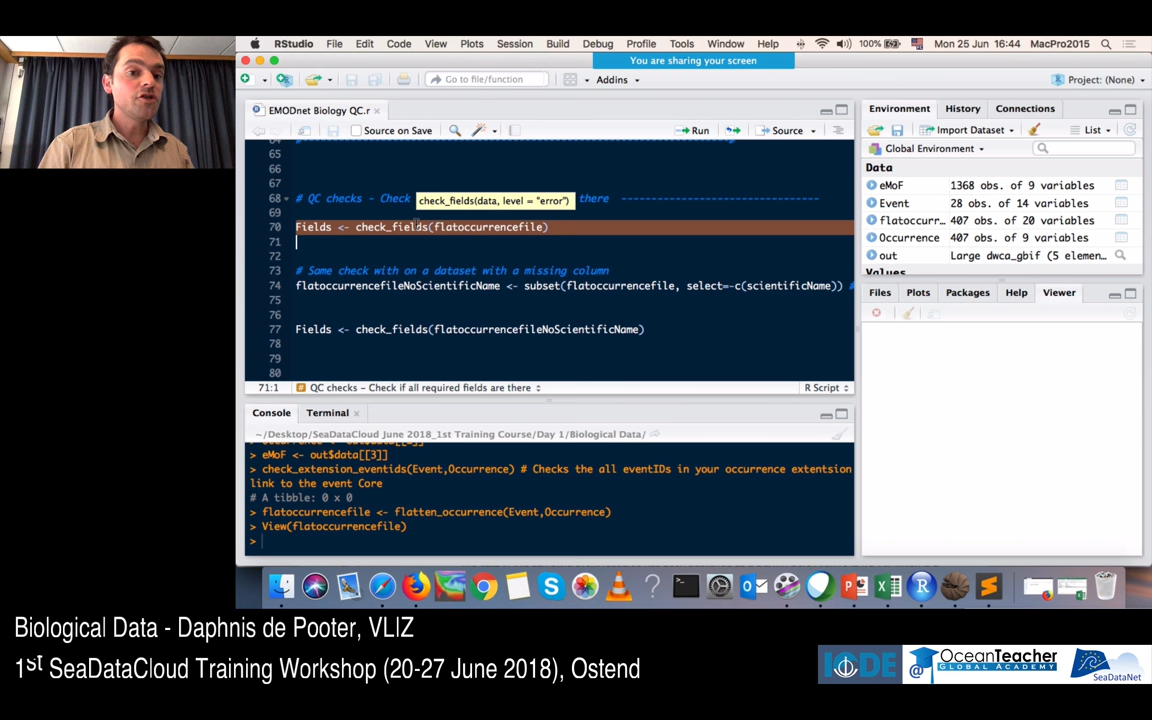 RStudio File Edit Code View Plots Session Build Debug Profile Tools Window Help 100% Mon 25 Jun 16:44 MacPro2015
You are sharing your screen
Go to file/function Addins Project: (None)
EMODnet Biology QC.r
Source on Save Run Source
65
66
67
68 # QC checks - Check there -----------------------------------------
check_fields(data, level = "error")
69
70 Fields <- check_fields(flatoccurrencefile)
71
72
73 # Same check with on a dataset with a missing column
74 flatoccurrencefileNoScientificName <- subset(flatoccurrencefile, select=-c(scientificName)) #
75
76
77 Fields <- check_fields(flatoccurrencefileNoScientificName)
78
79
80
71:1 # QC checks - Check if all required fields are there R Script
Console Terminal
~/Desktop/SeaDataCloud June 2018_1st Training Course/Day 1/Biological Data/
> eMoF <- out$data[[3]]
> check_extension_eventids(Event,Occurrence) # Checks the all eventIDs in your occurrence extentsion
link to the event Core
# A tibble: 0 x 0
> flatoccurrencefile <- flatten_occurrence(Event,Occurrence)
> View(flatoccurrencefile)
>
Environment History Connections
Import Dataset List
Global Environment
Data
eMoF 1368 obs. of 9 variables
Event 28 obs. of 14 variables
flatoccurr... 407 obs. of 20 variables
Occurrence 407 obs. of 9 variables
out Large dwca_gbif (5 elemen...
Values
Files Plots Packages Help Viewer
Biological Data - Daphnis de Pooter, VLIZ
1st SeaDataCloud Training Workshop (20-27 June 2018), Ostend
IODE
OceanTeacher
GLOBAL ACADEMY
SeaDataNet